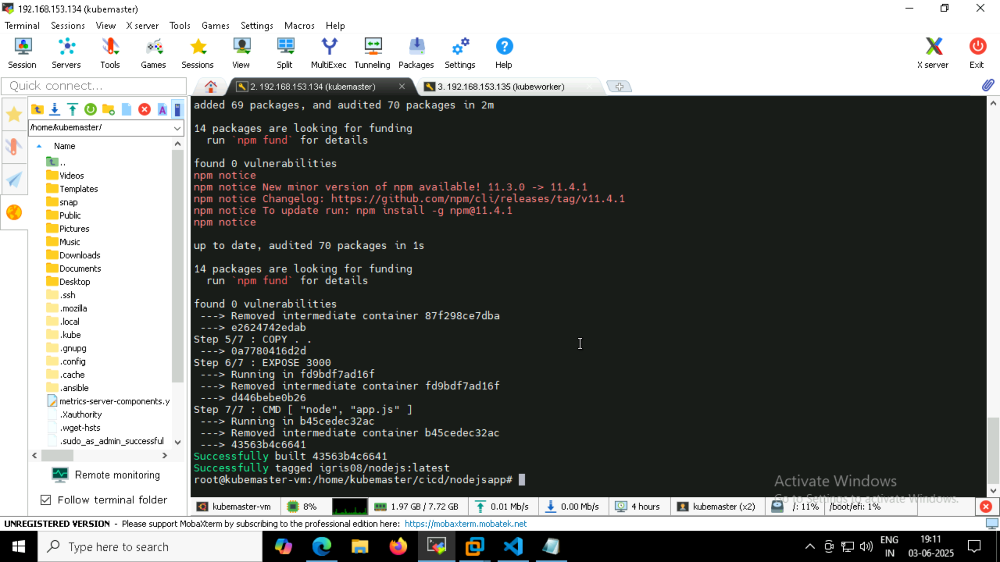 192.168.153.134 (kubemaster)
Terminal Sessions View X server Tools Games Settings Macros Help
Session Servers Tools Games Sessions View Split MultiExec Tunneling Packages Settings Help X server Exit
Quick connect...
2. 192.168.153.134 (kubemaster)
3. 192.168.153.135 (kubeworker)
/home/kubemaster/
Name
..
Videos
Templates
snap
Public
Pictures
Music
Downloads
Documents
Desktop
.ssh
.mozilla
.local
.kube
.gnupg
.config
.cache
.ansible
metrics-server-components.y
.Xauthority
.wget-hsts
.sudo_as_admin_successful
Remote monitoring
Follow terminal folder
added 69 packages, and audited 70 packages in 2m
14 packages are looking for funding
run `npm fund` for details
found 0 vulnerabilities
npm notice
npm notice New minor version of npm available! 11.3.0 -> 11.4.1
npm notice Changelog: https://github.com/npm/cli/releases/tag/v11.4.1
npm notice To update run: npm install -g npm@11.4.1
npm notice
up to date, audited 70 packages in 1s
14 packages are looking for funding
run `npm fund` for details
found 0 vulnerabilities
---> Removed intermediate container 87f298ce7dba
---> e2624742edab
Step 5/7 : COPY . .
---> 0a7780416d2d
Step 6/7 : EXPOSE 3000
---> Running in fd9bdf7ad16f
---> Removed intermediate container fd9bdf7ad16f
---> d446bebe0b26
Step 7/7 : CMD [ "node", "app.js" ]
---> Running in b45cedec32ac
---> Removed intermediate container b45cedec32ac
---> 43563b4c6641
Successfully built 43563b4c6641
Successfully tagged igris08/nodejs:latest
root@kubemaster-vm:/home/kubemaster/cicd/nodejsapp#
Activate Windows
Go to Settings to activate Windows.
kubemaster-vm 8% 1.97 GB / 7.72 GB 0.01 Mb/s 0.00 Mb/s 4 hours kubemaster (x2) /: 11% /boot/efi: 1%
UNREGISTERED VERSION - Please support MobaXterm by subscribing to the professional edition here: https://mobaxterm.mobatek.net
Type here to search
ENG
IN
19:11
03-06-2025